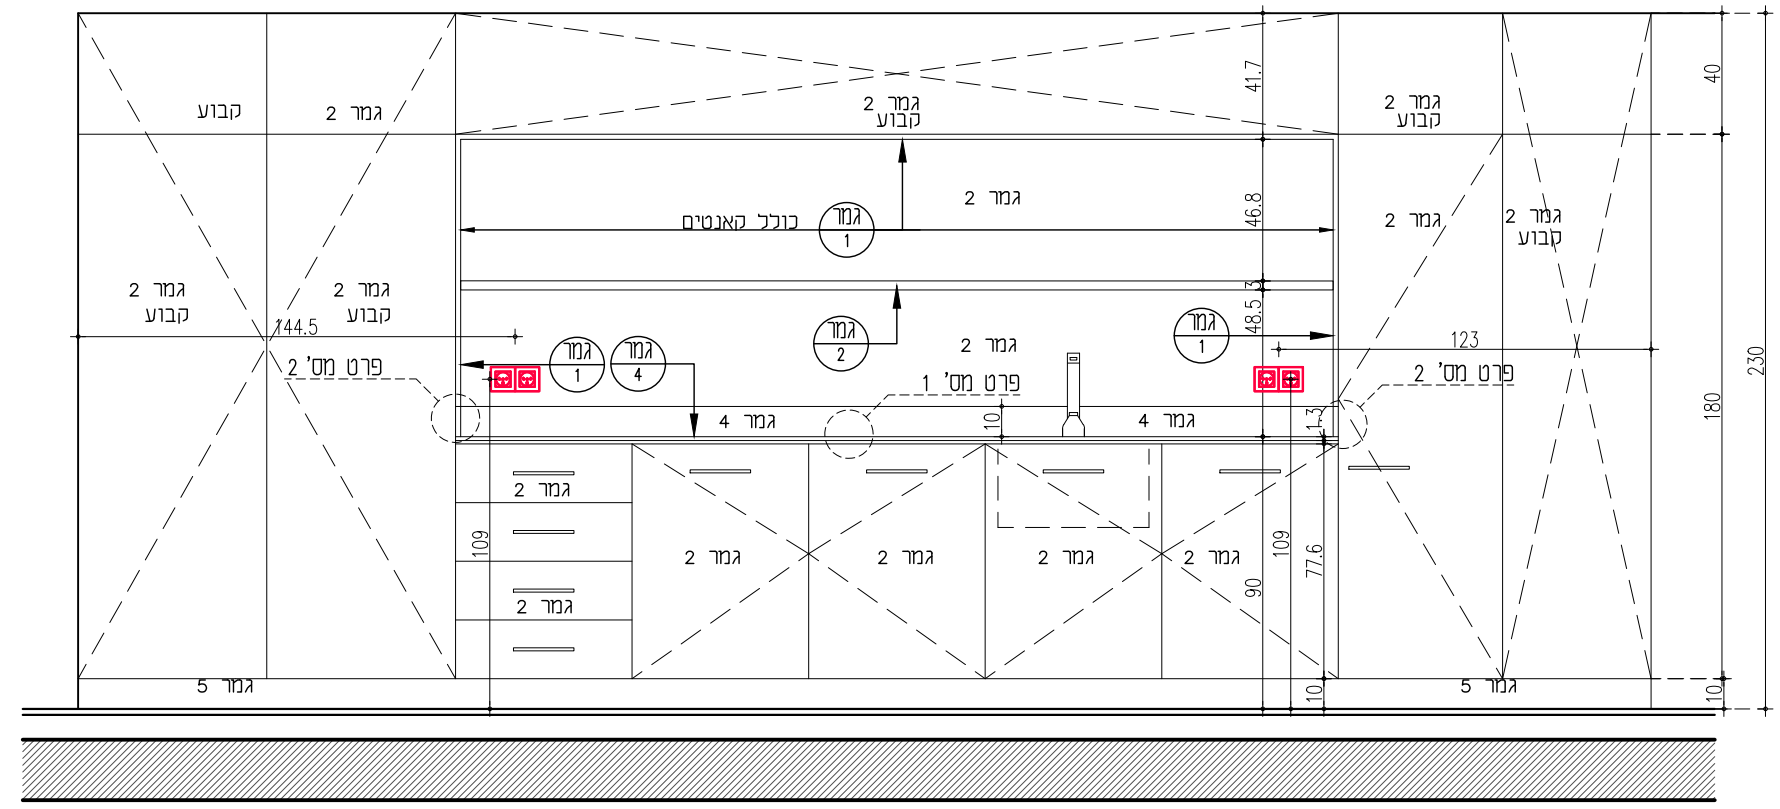 41.7
40
קבוע
גמר 2
גמר 2
קבוע
גמר 2
קבוע
גמר 2
כולל קאנטים
גמר
1
46.8
גמר 2
גמר 2
קבוע
230
גמר 2
קבוע
גמר 2
קבוע
3
48.5
144.5
גמר
2
גמר
1
גמר 2
123
פרט מס' 2
גמר
1
גמר
4
פרט מס' 1
פרט מס' 2
180
גמר 4
10
גמר 4
1.3
גמר 2
109
גמר 2
גמר 2
גמר 2
גמר 2
109
77.6
90
גמר 2
גמר 5
10
גמר 5
10